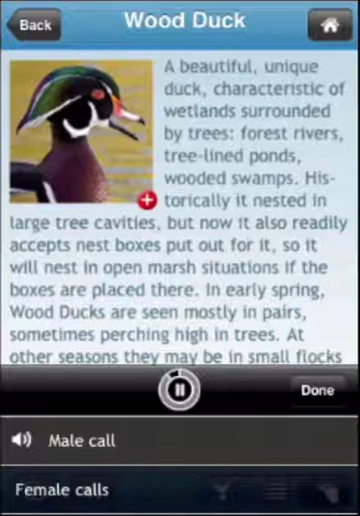 Back
Wood Duck
A beautiful, unique
duck, characteristic of
wetlands surrounded
by trees: forest rivers,
tree-lined ponds,
wooded swamps. His-
torically it nested in
large tree cavities, but now it also readily
accepts nest boxes put out for it, so it
will nest in open marsh situations if the
boxes are placed there. In early spring,
Wood Ducks are seen mostly in pairs,
sometimes perching high in trees. At
other seasons they may be in small flocks
Done
Male call
Female calls